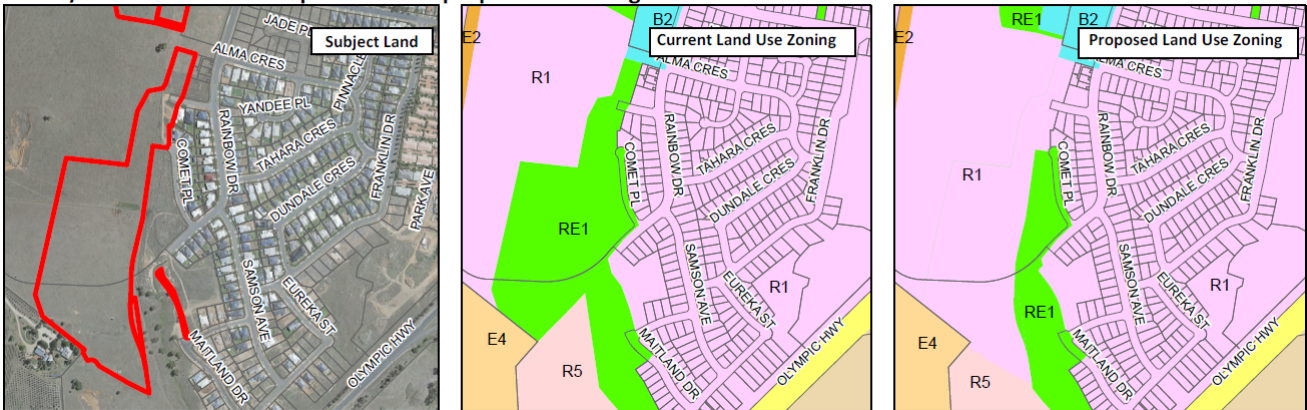 Subject Land
JADE PL
ALMA CRES
PINNACLE
YANDEE PL
RAINBOW DR
TAHARA CRES
COMET PL
FRANKLIN DR
DUNDALE CRES
PARK AVE
SAMSON AVE
EUREKA ST
MAITLAND DR
OLYMPIC HWY
B2
Current Land Use Zoning
E2
ALMA CRES
R1
RAINBOW DR
COMET PL
TAHARA CRES
FRANKLIN DR
DUNDALE CRES
RE1
SAMSON AVE
EUREKA ST
R1
MAITLAND DR
E4
R5
OLYMPIC HWY
RE1
B2
Proposed Land Use Zoning
E2
ALMA CRES
R1
RAINBOW DR
COMET PL
TAHARA CRES
FRANKLIN DR
DUNDALE CRES
SAMSON AVE
EUREKA ST
R1
RE1
MAITLAND DR
E4
R5
OLYMPIC HWY